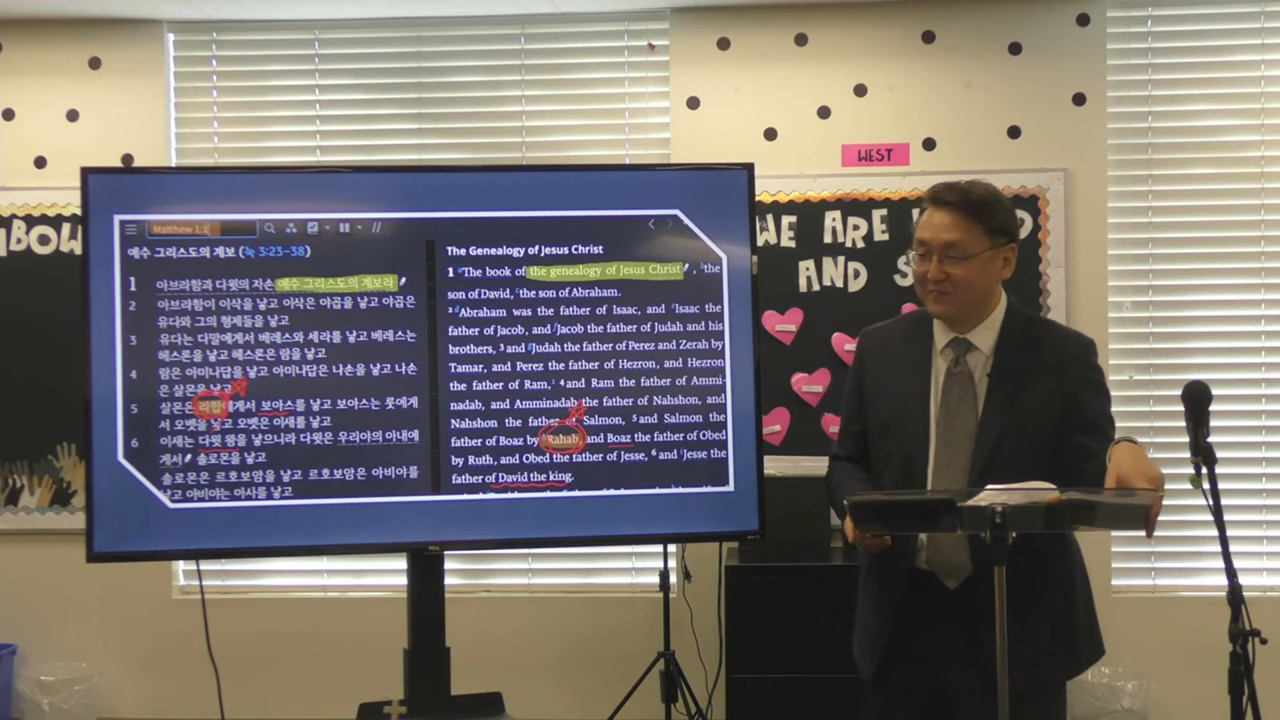 WEST
BOW
WE ARE
AND S
Matthew 1:1
예수 그리스도의 계보 (눅 3:23-38)
1 아브라함과 다윗의 자손 예수 그리스도의 계보라
2 아브라함이 이삭을 낳고 이삭은 야곱을 낳고 야곱은
유다와 그의 형제들을 낳고
3 유다는 다말에게서 베레스와 세라를 낳고 베레스는
헤스론을 낳고 헤스론은 람을 낳고
4 람은 아미나답을 낳고 아미나답은 나손을 낳고 나손
은 살몬을 낳고
5 살몬은 라합에게서 보아스를 낳고 보아스는 룻에게
서 오벳을 낳고 오벳은 이새를 낳고
6 이새는 다윗 왕을 낳으니라 다윗은 우리야의 아내에
게서 솔로몬을 낳고
솔로몬은 르호보암을 낳고 르호보암은 아비야를
낳고 아비야는 아사를 낳고
The Genealogy of Jesus Christ
1 The book of the genealogy of Jesus Christ, the
son of David, the son of Abraham.
2 Abraham was the father of Isaac, and Isaac the
father of Jacob, and Jacob the father of Judah and his
brothers, 3 and Judah the father of Perez and Zerah by
Tamar, and Perez the father of Hezron, and Hezron
the father of Ram, 4 and Ram the father of Ammi-
nadab, and Amminadab the father of Nahshon, and
Nahshon the father of Salmon, 5 and Salmon the
father of Boaz by Rahab, and Boaz the father of Obed
by Ruth, and Obed the father of Jesse, 6 and Jesse the
father of David the king.